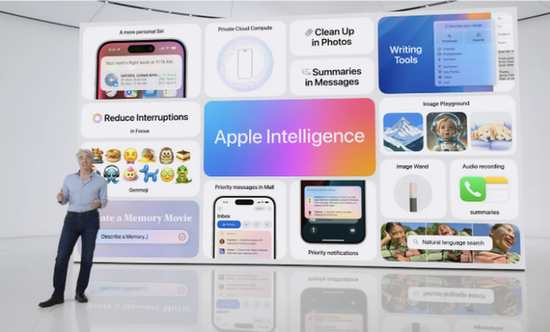 A more personal Siri
Private Cloud Compute
Clean Up
in Photos
Summaries
in Messages
Writing
Tools
Reduce Interruptions
in Focus
Apple Intelligence
Image Playground
Genmoji
Image Wand
Audio recording
summaries
Create a Memory Movie
Describe a Memory...
Priority messages in Mail
Inbox
Priority notifications
Natural language search